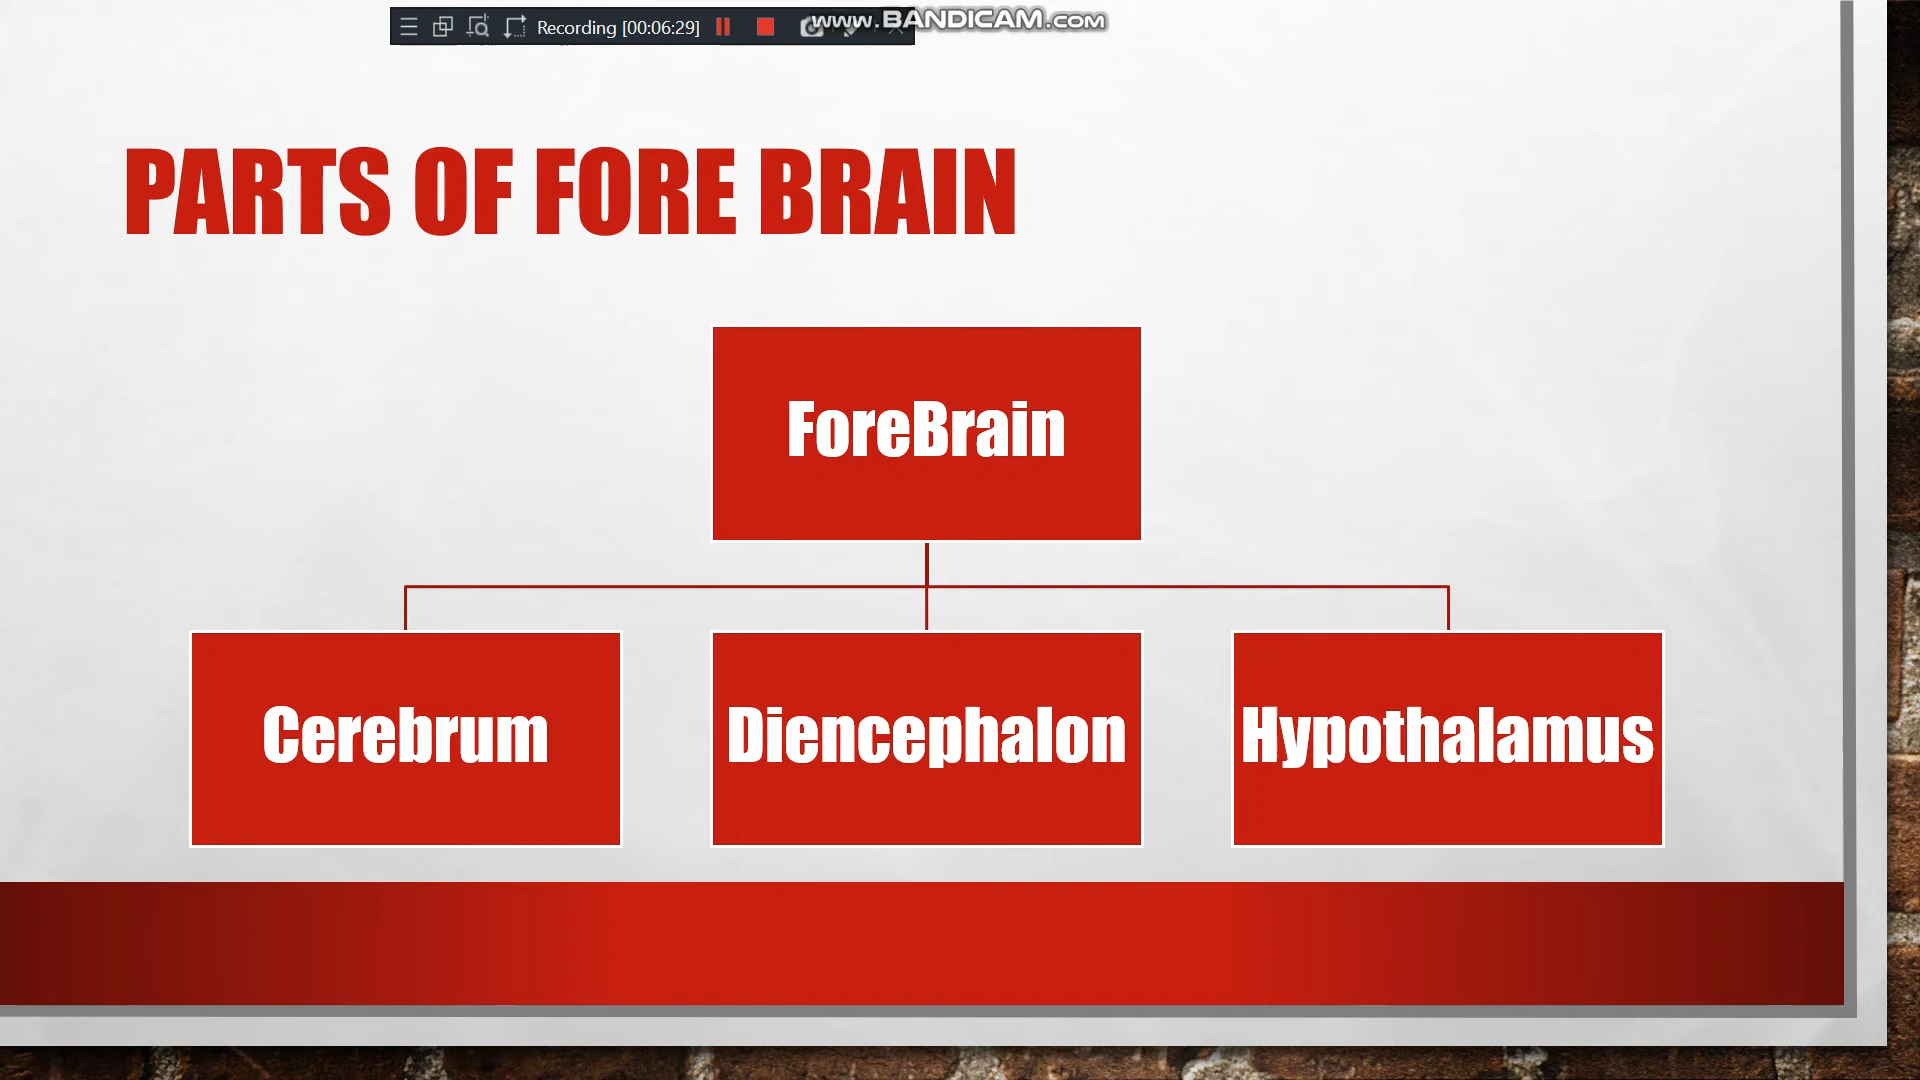 Recording [00:06:29]
www.BANDICAM.com
PARTS OF FORE BRAIN
ForeBrain
Cerebrum
Diencephalon
Hypothalamus